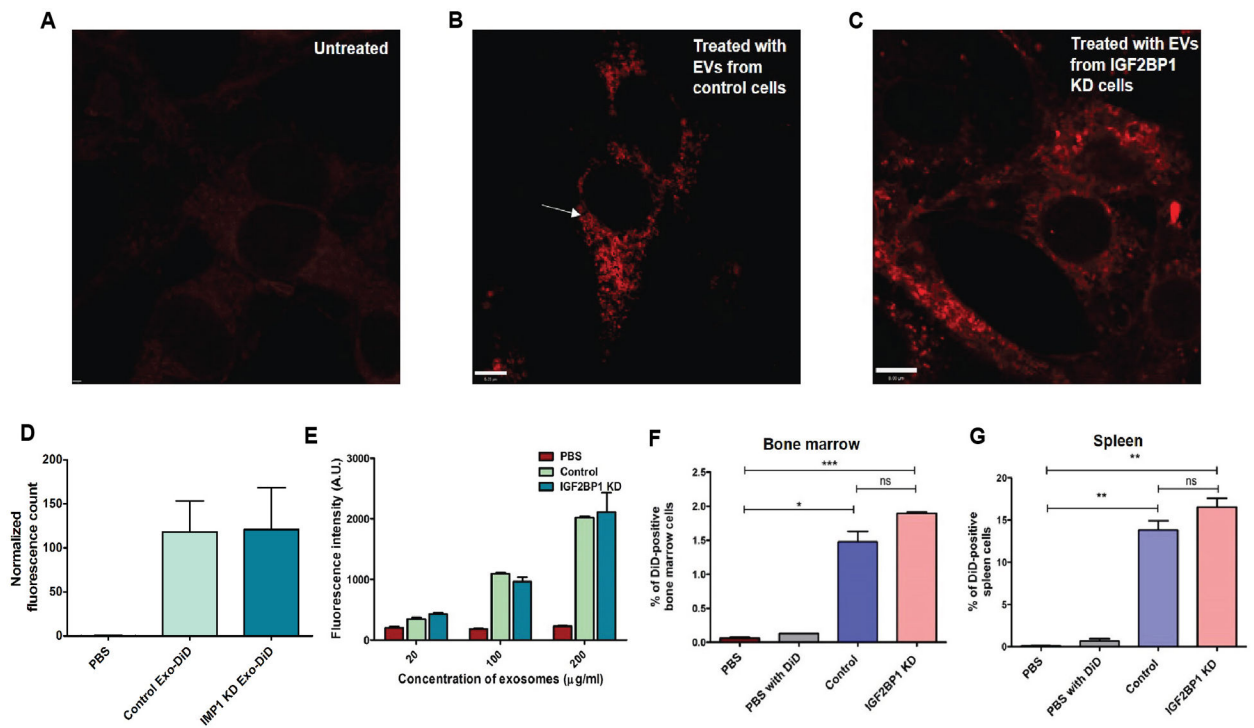 A
Untreated
B
Treated with
EVs from
control cells
C
Treated with EVs
from IGF2BP1
KD cells
D
Normalized
fluorescence count
200
150
100
50
0
PBS
Control Exo-DiD
IMP1 KD Exo-DiD
E
Fluorescence intensity (A.U.)
3000
2000
1000
0
PBS
Control
IGF2BP1 KD
20
100
200
Concentration of exosomes (μg/ml)
F
Bone marrow
% of DiD-positive
bone marrow cells
2.5
2.0
1.5
1.0
0.5
0.0
***
ns
*
PBS
PBS with DiD
Control
IGF2BP1 KD
G
Spleen
% of DiD-positive
spleen cells
20
15
10
5
0
**
ns
**
PBS
PBS with DiD
Control
IGF2BP1 KD